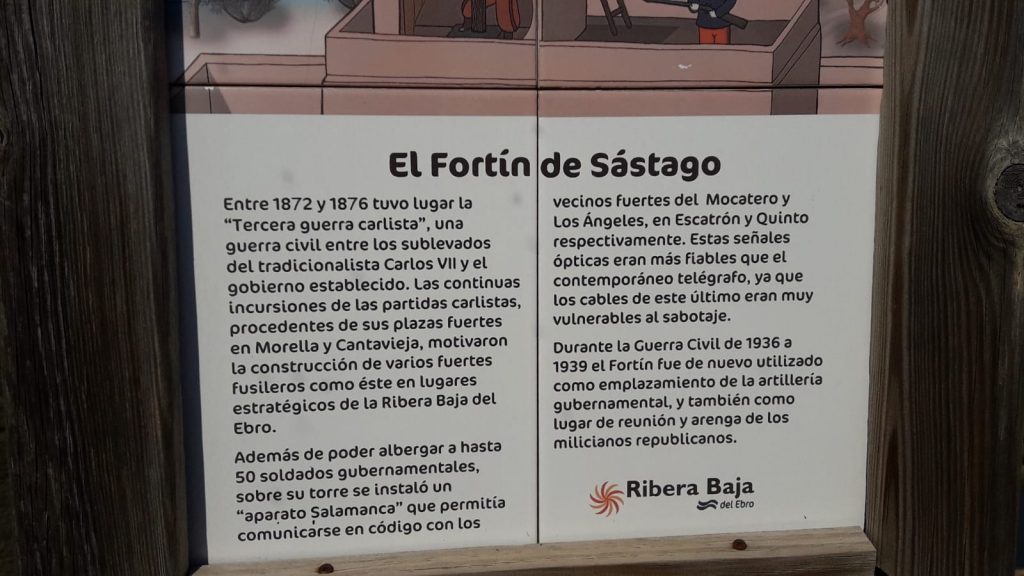 El Fortín de Sástago
Entre 1872 y 1876 tuvo lugar la
“Tercera guerra carlista”, una
guerra civil entre los sublevados
del tradicionalista Carlos VII y el
gobierno establecido. Las continuas
incursiones de las partidas carlistas,
procedentes de sus plazas fuertes
en Morella y Cantavieja, motivaron
la construcción de varios fuertes
fusileros como éste en lugares
estratégicos de la Ribera Baja del
Ebro.
Además de poder albergar a hasta
50 soldados gubernamentales,
sobre su torre se instaló un
“aparato Salamanca” que permitía
comunicarse en código con los
vecinos fuertes del Mocatero y
Los Ángeles, en Escatrón y Quinto
respectivamente. Estas señales
ópticas eran más fiables que el
contemporáneo telégrafo, ya que
los cables de este último eran muy
vulnerables al sabotaje.
Durante la Guerra Civil de 1936 a
1939 el Fortín fue de nuevo utilizado
como emplazamiento de la artillería
gubernamental, y también como
lugar de reunión y arenga de los
milicianos republicanos.
Ribera Baja
del Ebro